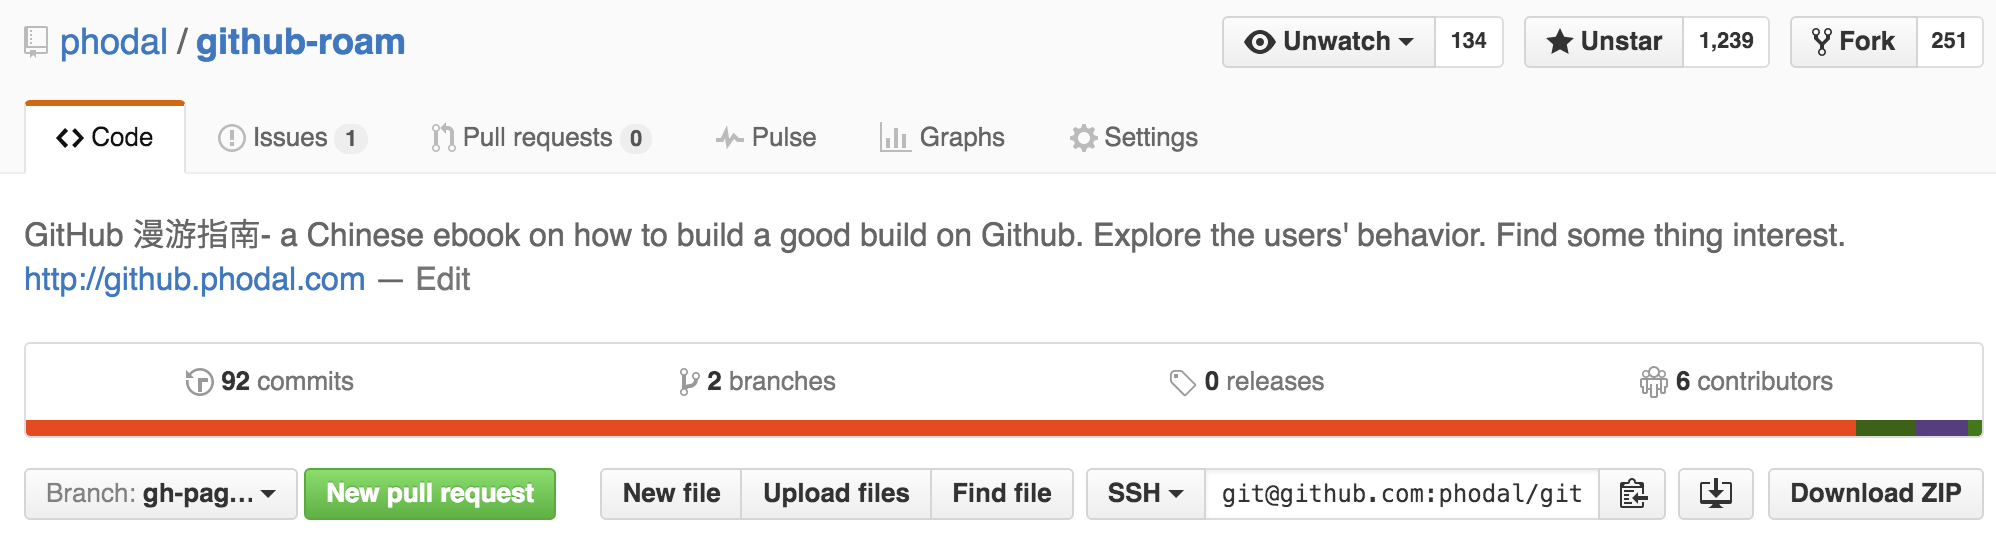 phodal / github-roam Unwatch 134 Unstar 1,239 Fork 251
Code Issues 1 Pull requests 0 Pulse Graphs Settings
GitHub 漫游指南- a Chinese ebook on how to build a good build on Github. Explore the users' behavior. Find some thing interest.
http://github.phodal.com — Edit
92 commits 2 branches 0 releases 6 contributors
Branch: gh-pag... New pull request New file Upload files Find file SSH git@github.com:phodal/git Download ZIP